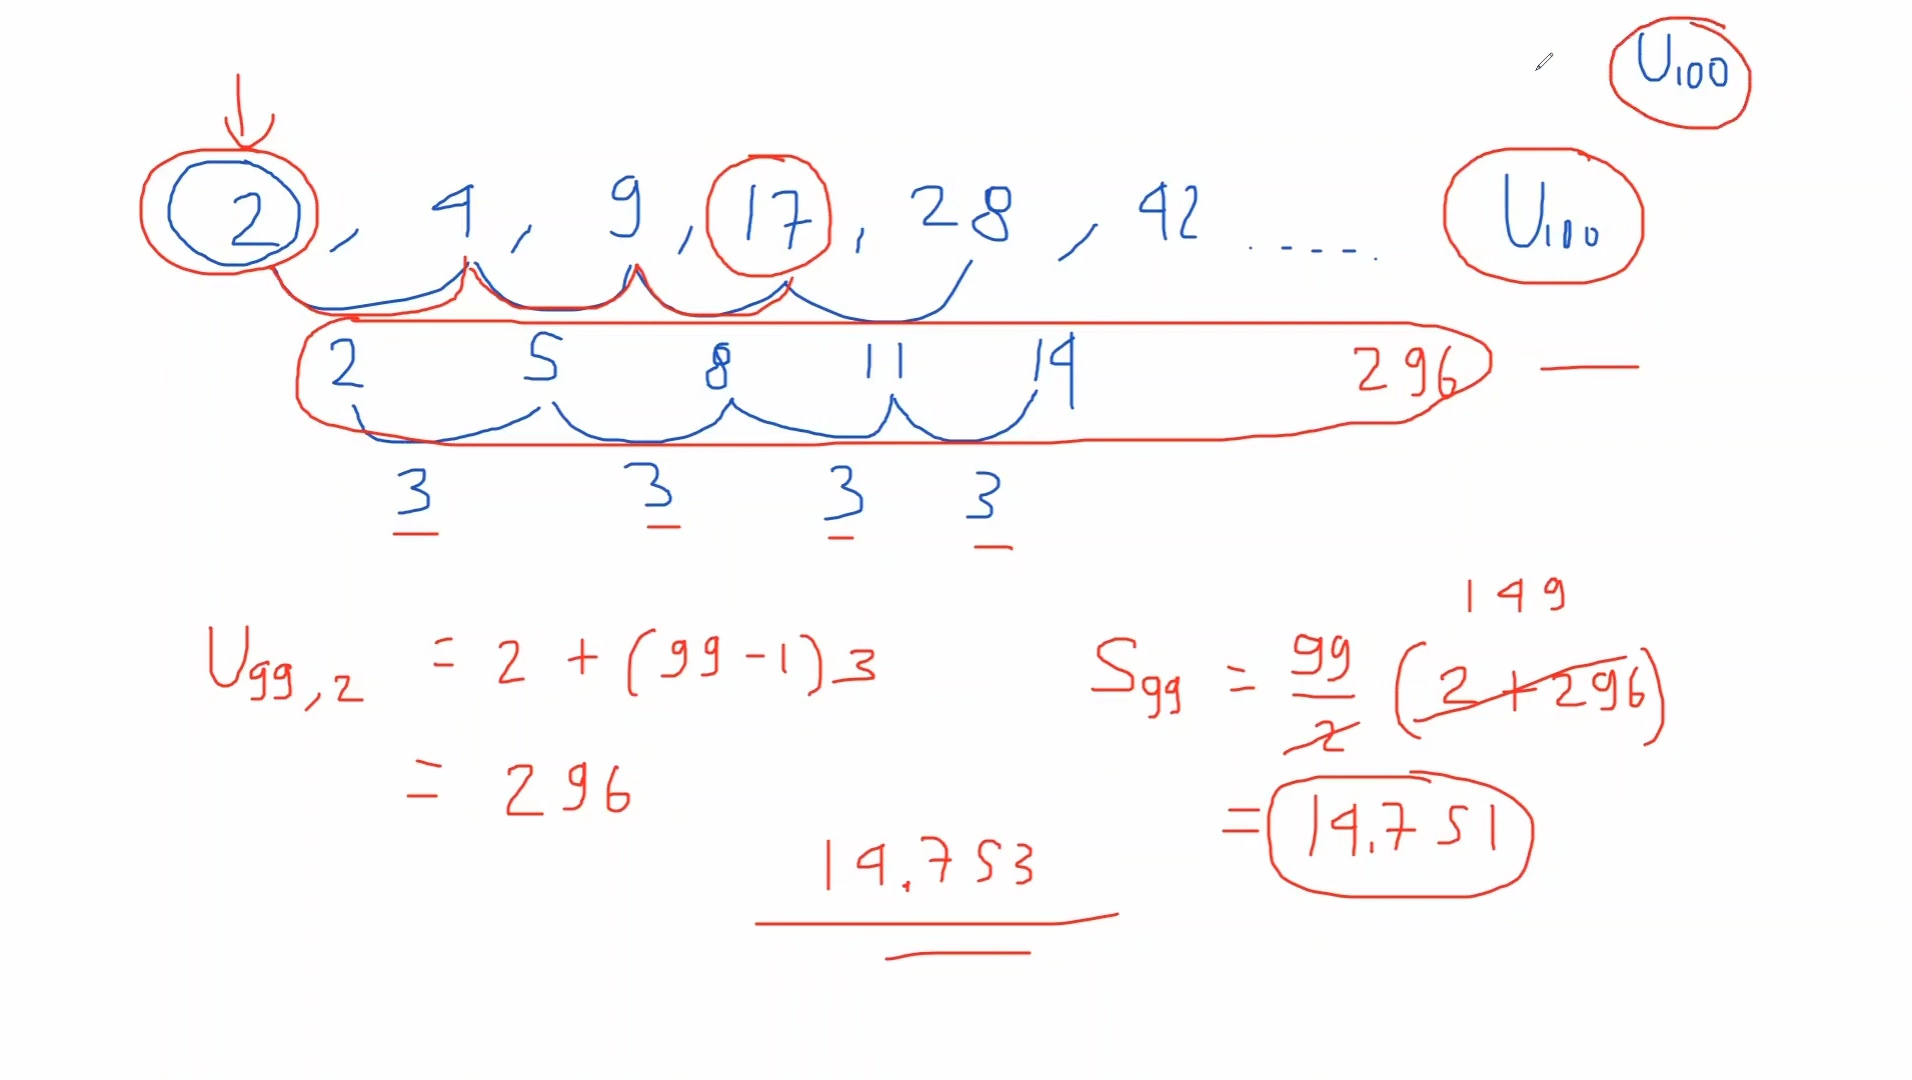 U₁₀₀
2, 4, 9, 17, 28, 42 ..... U₁₀₀
2 5 8 11 14 296
3 3 3 3
149
U₉₉,₂ = 2 + (99-1)3
S₉₉ = 99/2 (2+296)
= 296
= 14.751
14.753